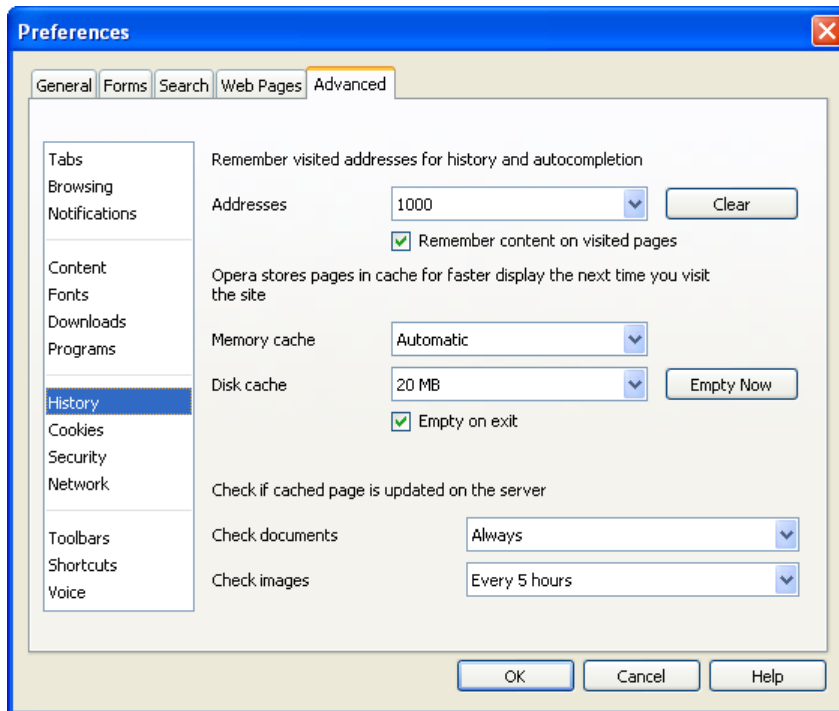 Preferences
General Forms Search Web Pages Advanced
Tabs
Browsing
Notifications
Content
Fonts
Downloads
Programs
History
Cookies
Security
Network
Toolbars
Shortcuts
Voice
Remember visited addresses for history and autocompletion
Addresses 1000 Clear
Remember content on visited pages
Opera stores pages in cache for faster display the next time you visit
the site
Memory cache Automatic
Disk cache 20 MB Empty Now
Empty on exit
Check if cached page is updated on the server
Check documents Always
Check images Every 5 hours
OK Cancel Help